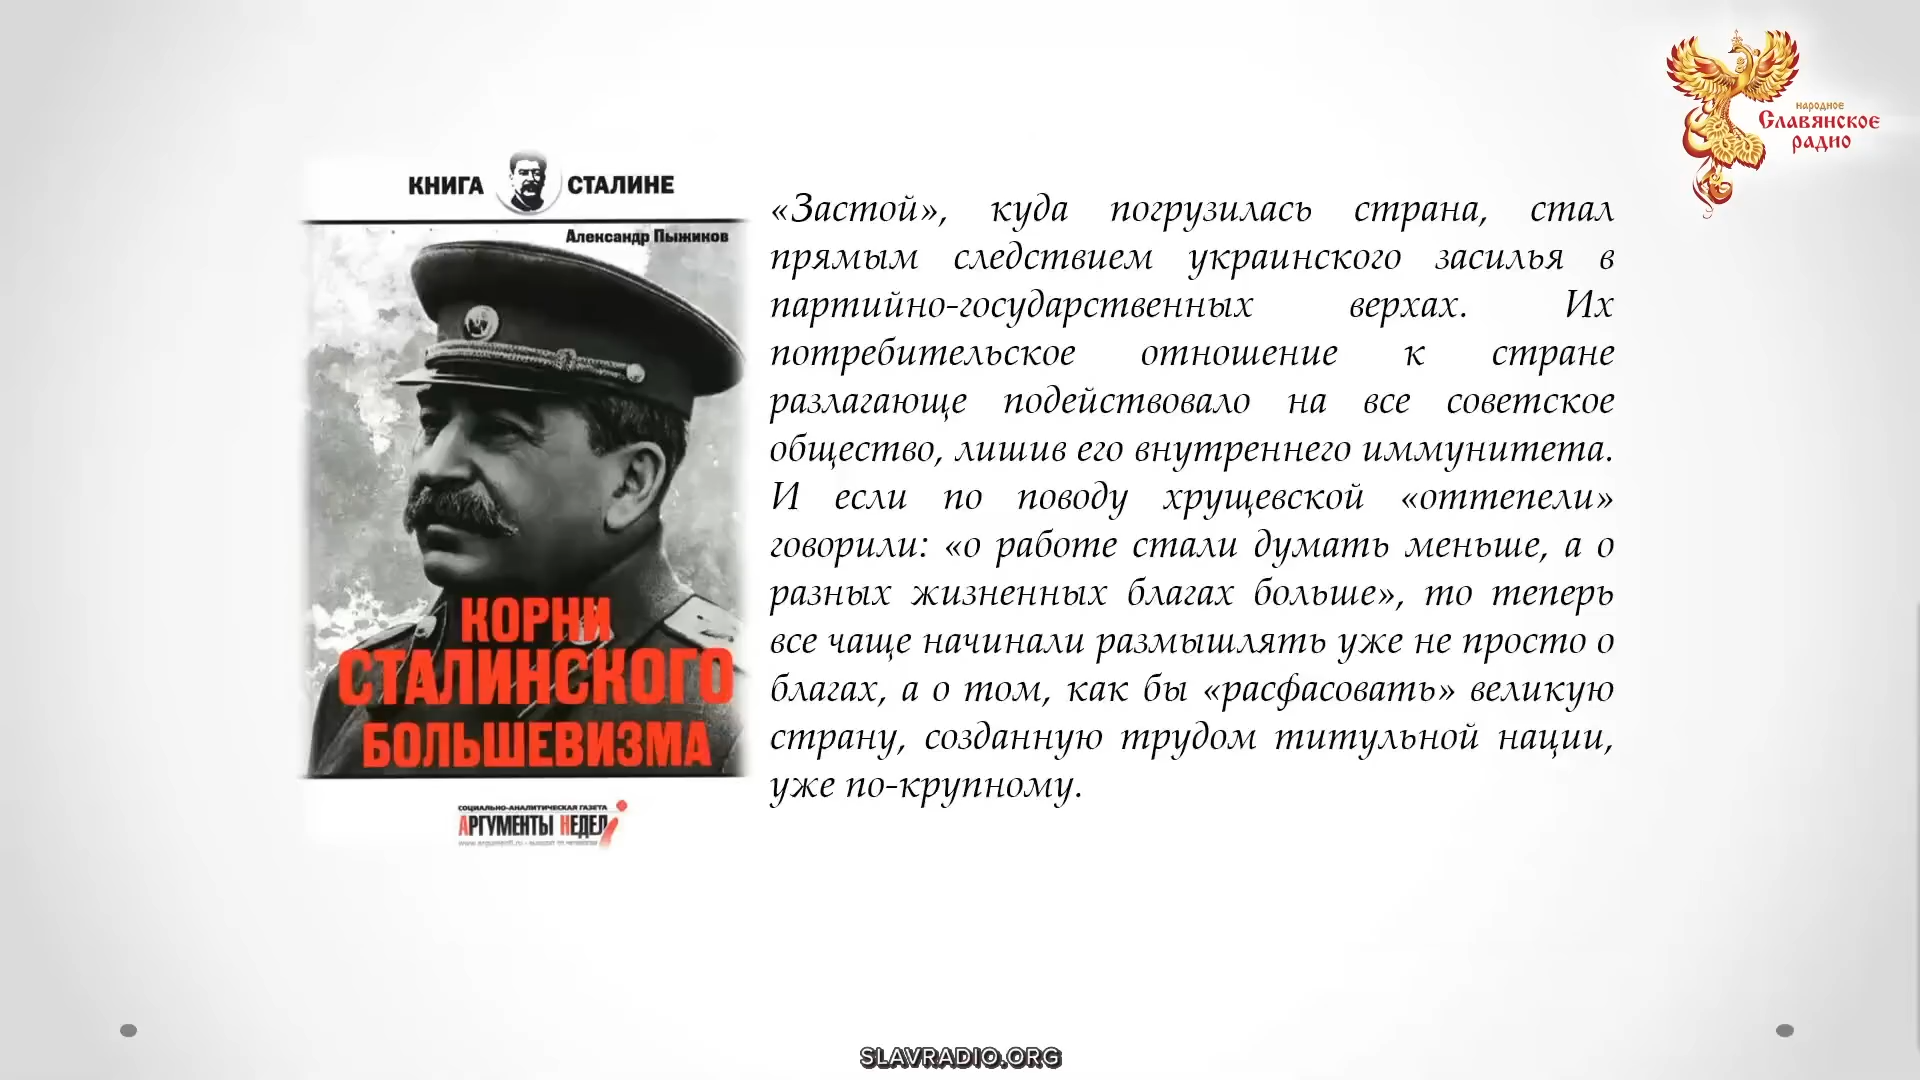 КНИГА СТАЛИНЕ
Александр Пыжиков
КОРНИ
СТАЛИНСКОГО
БОЛЬШЕВИЗМА
СОЦИАЛЬНО-АНАЛИТИЧЕСКАЯ ГАЗЕТА
АРГУМЕНТЫ НЕДЕЛИ
«Застой», куда погрузилась страна, стал
прямым следствием украинского засилья в
партийно-государственных верхах. Их
потребительское отношение к стране
разлагающе подействовало на все советское
общество, лишив его внутреннего иммунитета.
И если по поводу хрущевской «оттепели»
говорили: «о работе стали думать меньше, а о
разных жизненных благах больше», то теперь
все чаще начинали размышлять уже не просто о
благах, а о том, как бы «расфасовать» великую
страну, созданную трудом титульной нации,
уже по-крупному.
народное
Славянское
радио
SLAVRADIO.ORG